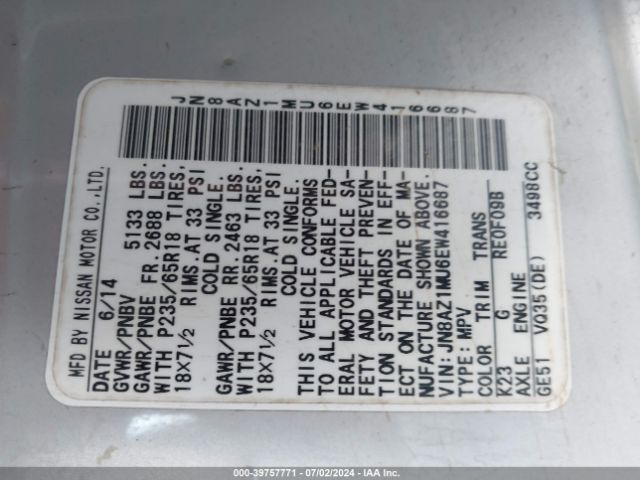 JN8AZ1MU6EW416687
MFD BY NISSAN MOTOR CO.,LTD.
DATE 6/14
GVWR/PNBV 5133 LBS.
GAWR/PNBE FR. 2688 LBS.
WITH P235/65R18 TIRES,
18×7½ RIMS.AT 33 PSI
COLD SINGLE.
GAWR/PNBE RR. 2463 LBS.
WITH P235/65R18 TIRES,
18×7½ RIMS.AT 33 PSI
COLD SINGLE.
THIS VEHICLE CONFORMS
TO ALL APPLICABLE FED-
ERAL MOTOR VEHICLE SA-
FETY AND THEFT PREVEN-
TION STANDARDS IN EFF-
ECT ON THE DATE OF MA-
NUFACTURE SHOWN ABOVE.
VIN: JN8AZ1MU6EW416687
TYPE: MPV
COLOR TRIM TRANS
K23 G RE0F09B
AXLE ENGINE
GE51 VQ35(DE) 3498CC
000-39757771 - 07/02/2024 - IAA Inc.